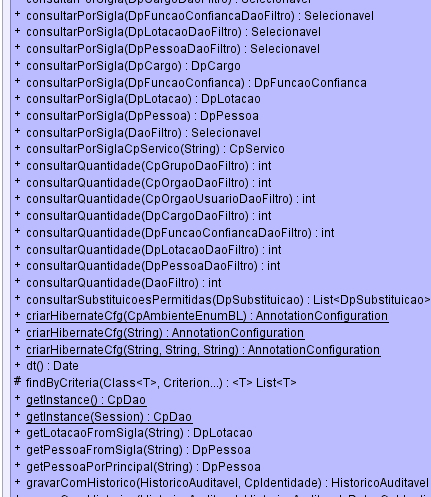 + consultarPorSigla(DpFuncaoConfiancaDaoFiltro) : Selecionavel
+ consultarPorSigla(DpLotacaoDaoFiltro) : Selecionavel
+ consultarPorSigla(DpPessoaDaoFiltro) : Selecionavel
+ consultarPorSigla(DpCargo) : DpCargo
+ consultarPorSigla(DpFuncaoConfianca) : DpFuncaoConfianca
+ consultarPorSigla(DpLotacao) : DpLotacao
+ consultarPorSigla(DpPessoa) : DpPessoa
+ consultarPorSigla(DaoFiltro) : Selecionavel
+ consultarPorSiglaCpServico(String) : CpServico
+ consultarQuantidade(CpGrupoDaoFiltro) : int
+ consultarQuantidade(CpOrgaoDaoFiltro) : int
+ consultarQuantidade(CpOrgaoUsuarioDaoFiltro) : int
+ consultarQuantidade(DpCargoDaoFiltro) : int
+ consultarQuantidade(DpFuncaoConfiancaDaoFiltro) : int
+ consultarQuantidade(DpLotacaoDaoFiltro) : int
+ consultarQuantidade(DpPessoaDaoFiltro) : int
+ consultarQuantidade(DaoFiltro) : int
+ consultarSubstituicoesPermitidas(DpSubstituicao) : List<DpSubstituicao>
+ criarHibernateCfg(CpAmbienteEnumBL) : AnnotationConfiguration
+ criarHibernateCfg(String) : AnnotationConfiguration
+ criarHibernateCfg(String, String, String) : AnnotationConfiguration
+ dt() : Date
# findByCriteria(Class<T>, Criterion...) : <T> List<T>
+ getInstance() : CpDao
+ getInstance(Session) : CpDao
+ getLotacaoFromSigla(String) : DpLotacao
+ getPessoaFromSigla(String) : DpPessoa
+ getPessoaPorPrincipal(String) : DpPessoa
+ gravarComHistorico(HistoricoAuditavel, CpIdentidade) : HistoricoAuditavel